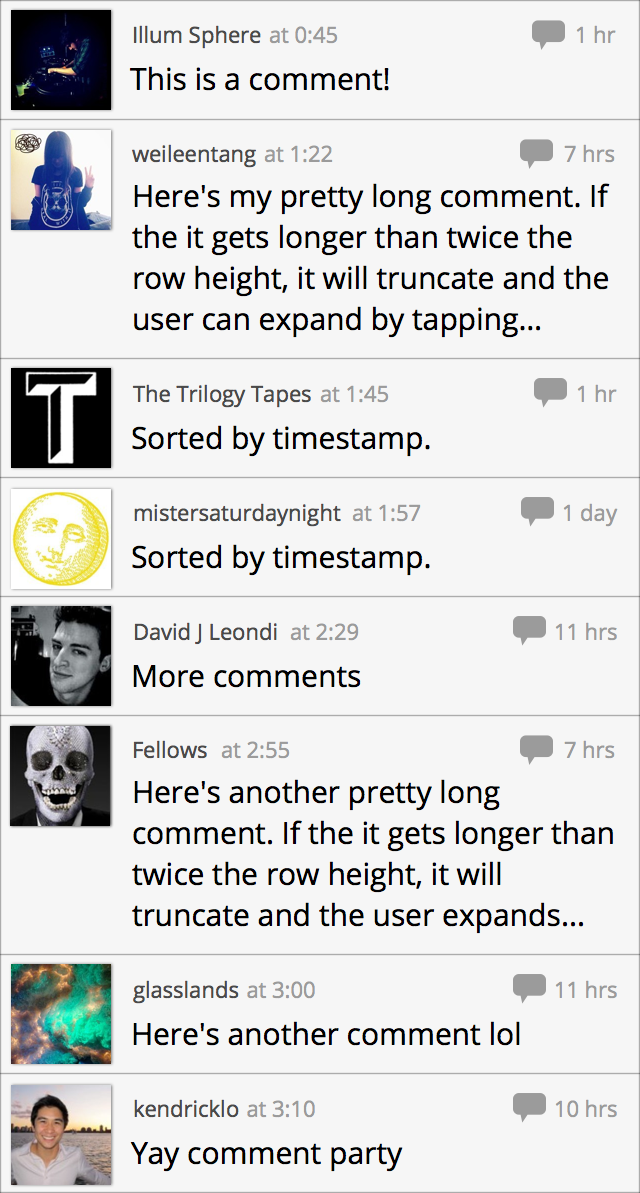 Illum Sphere at 0:45 1 hr
This is a comment!
weileentang at 1:22 7 hrs
Here's my pretty long comment. If
the it gets longer than twice the
row height, it will truncate and the
user can expand by tapping...
The Trilogy Tapes at 1:45 1 hr
T
Sorted by timestamp.
mistersaturdaynight at 1:57 1 day
Sorted by timestamp.
David J Leondi at 2:29 11 hrs
More comments
Fellows at 2:55 7 hrs
Here's another pretty long
comment. If the it gets longer than
twice the row height, it will
truncate and the user expands...
glasslands at 3:00 11 hrs
Here's another comment lol
kendricklo at 3:10 10 hrs
Yay comment party